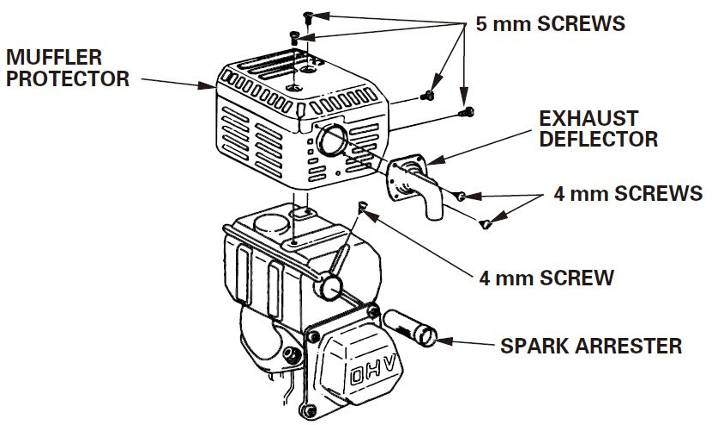 5 mm SCREWS
MUFFLER
PROTECTOR
EXHAUST
DEFLECTOR
4 mm SCREWS
4 mm SCREW
SPARK ARRESTER
OHV